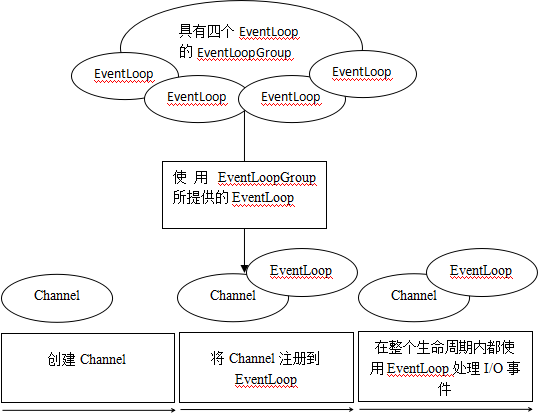 具有四个 EventLoop
的 EventLoopGroup
EventLoop
EventLoop
EventLoop
EventLoop
使用 EventLoopGroup
所提供的 EventLoop
Channel
Channel
EventLoop
Channel
EventLoop
创建 Channel
将 Channel 注册到
EventLoop
在整个生命周期内都使
用 EventLoop 处理 I/O 事
件